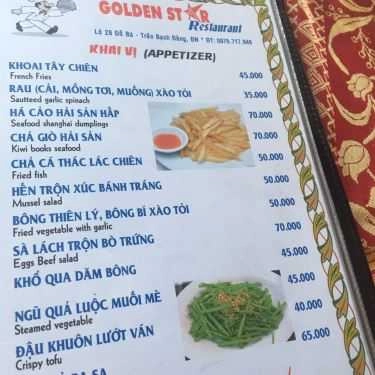 GOLDEN STAR
Restaurant
Lô 28 Đỗ Bá - Trần Bạch Đằng, ĐN * ĐT:
KHAI VỊ (APPETIZER)
KHOAI TÂY CHIÊN 45.000
French Fries
RAU (CẢI, MỒNG TƠI, MUỐNG) XÀO TỎI 35.000
Sautteed garlic spinach
HÁ CẢO HẢI SẢN HẤP 70.000
Seafood shanghai dumplings
CHẢ GIÒ HẢI SẢN 70.000
Kiwi books seafood
CHẢ CÁ THÁC LÁC CHIÊN 50.000
Fried fish
HẾN TRỘN XÚC BÁNH TRÁNG 50.000
Mussel salad
BÔNG THIÊN LÝ, BÔNG BÍ XÀO TỎI 50.000
Fried vegetable with garlic
SÀ LÁCH TRỘN BÒ TRỨNG 70.000
Eggs Beef salad
KHỔ QUA DĂM BÔNG 45.000
45.000
NGŨ QUẢ LUỘC MUỐI MÈ 40.000
Steamed vegetable
ĐẬU KHUÔN LƯỚT VÁN 65.000
Crispy tofu